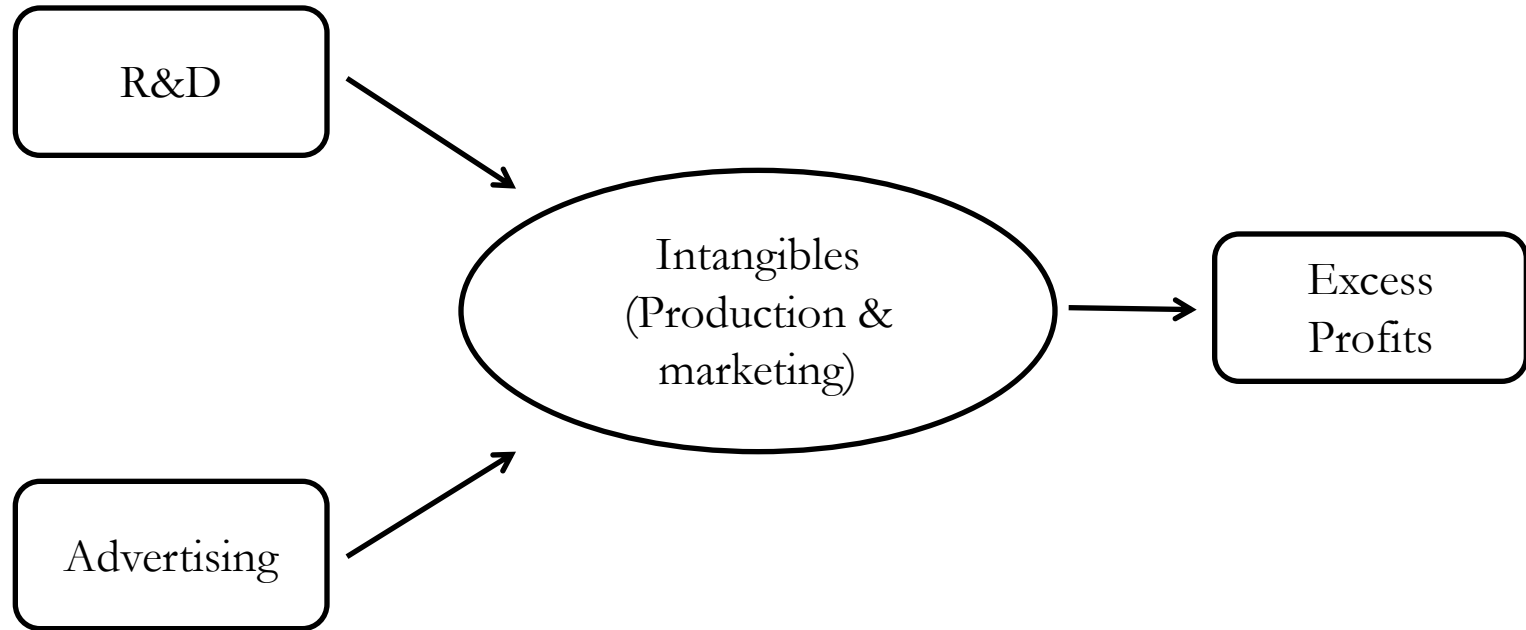 R&D
Intangibles
(Production &
marketing)
Excess
Profits
Advertising